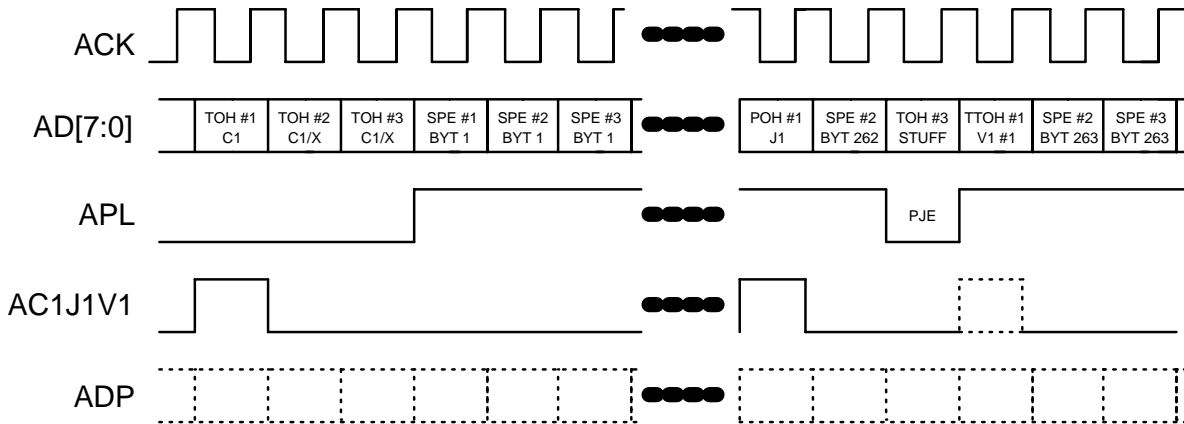 ACK
AD[7:0]
TOH #1
C1
TOH #2
C1/X
TOH #3
C1/X
SPE #1
BYT 1
SPE #2
BYT 1
SPE #3
BYT 1
POH #1
J1
SPE #2
BYT 262
TOH #3
STUFF
TTOH #1
V1 #1
SPE #2
BYT 263
SPE #3
BYT 263
APL
PJE
AC1J1V1
ADP